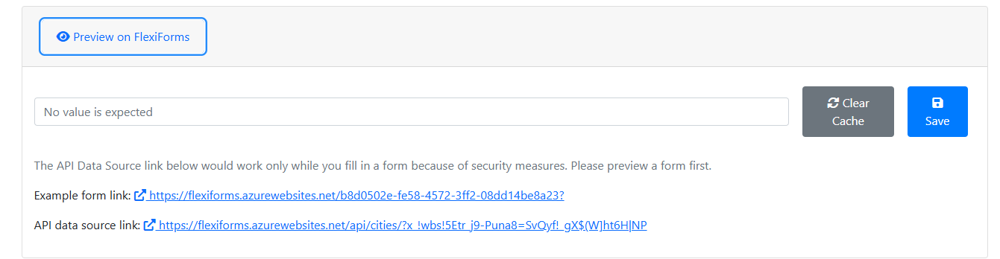 Preview on FlexiForms
No value is expected
Clear
Cache
Save
The API Data Source link below would work only while you fill in a form because of security measures. Please preview a form first.
Example form link: https://flexiforms.azurewebsites.net/b8d0502e-fe58-4572-3ff2-08dd14be8a23?
API data source link: https://flexiforms.azurewebsites.net/api/cities/?x_!wbs!5Etr_j9-Puna8=SvQyf!_gX$(W]ht6H|NP